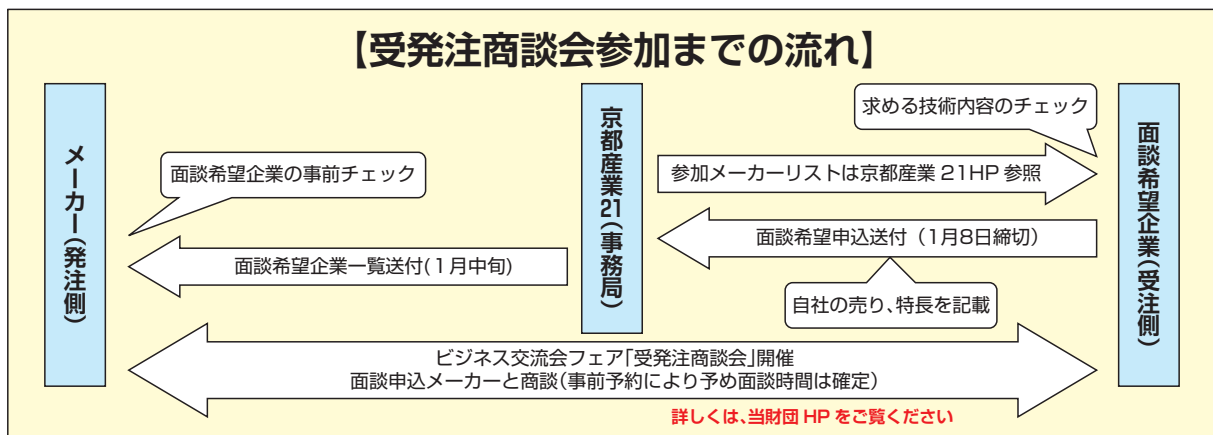 【受発注商談会参加までの流れ】
メーカー(発注側)
京都産業21(事務局)
面談希望企業(受注側)
求める技術内容のチェック
参加メーカーリストは京都産業21HP参照
面談希望企業の事前チェック
面談希望申込送付（1月8日締切）
面談希望企業一覧送付(1月中旬)
自社の売り、特長を記載
ビジネス交流会フェア「受発注商談会」開催
面談申込メーカーと商談(事前予約により予め面談時間は確定)
詳しくは、当財団HPをご覧ください